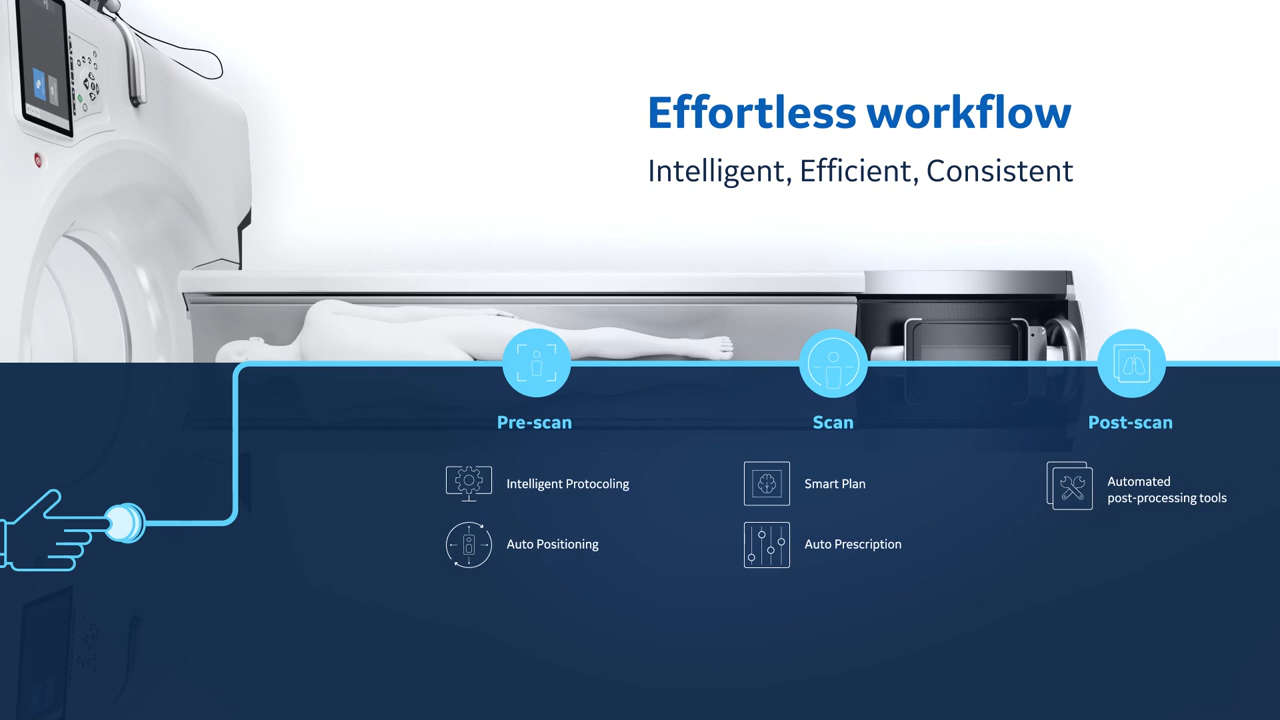 Effortless workflow
Intelligent, Efficient, Consistent
Pre-scan
Intelligent Protocoling
Auto Positioning
Scan
Smart Plan
Auto Prescription
Post-scan
Automated
post-processing tools